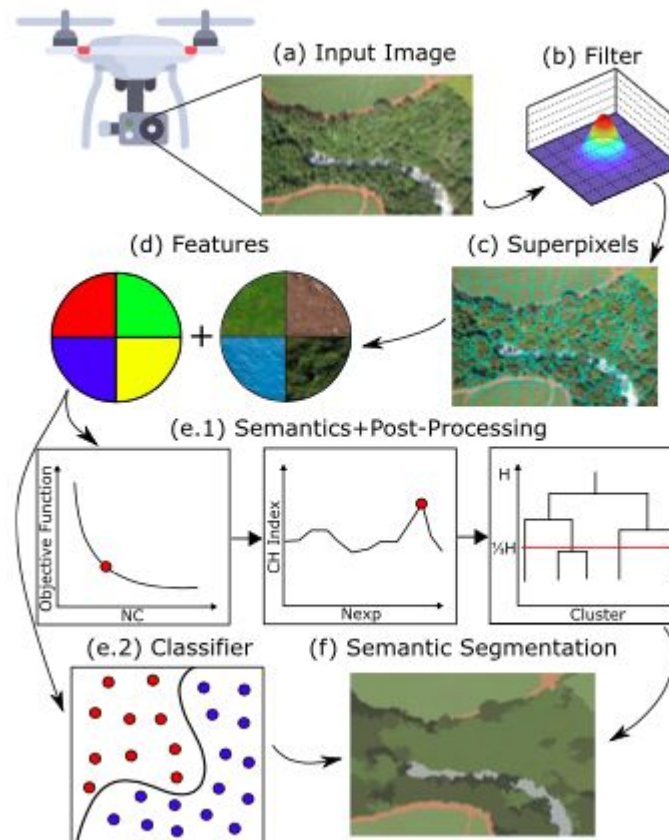 (a) Input Image
(b) Filter
(d) Features
(c) Superpixels
+
(e.1) Semantics+Post-Processing
Objective Function
NC
CH Index
Nexp
H
⅓H
Cluster
(e.2) Classifier
(f) Semantic Segmentation